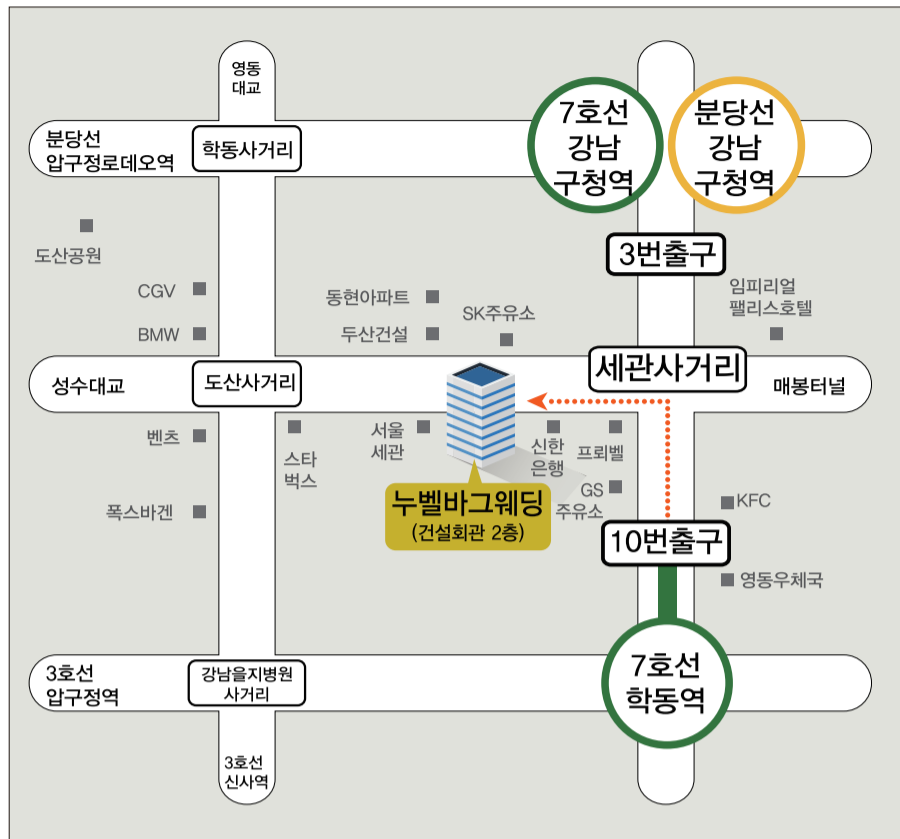 영동
대교
7호선
강남
구청역
분당선
강남
구청역
분당선
압구정로데오역
학동사거리
3번출구
도산공원
CGV
BMW
동현아파트
두산건설
SK주유소
임피리얼
팰리스호텔
성수대교
도산사거리
세관사거리
매봉터널
벤츠
스타
벅스
서울
세관
신한
은행
프뢰벨
GS
주유소
폭스바겐
누벨바그웨딩
(건설회관 2층)
KFC
10번출구
영동우체국
3호선
압구정역
강남을지병원
사거리
7호선
학동역
3호선
신사역